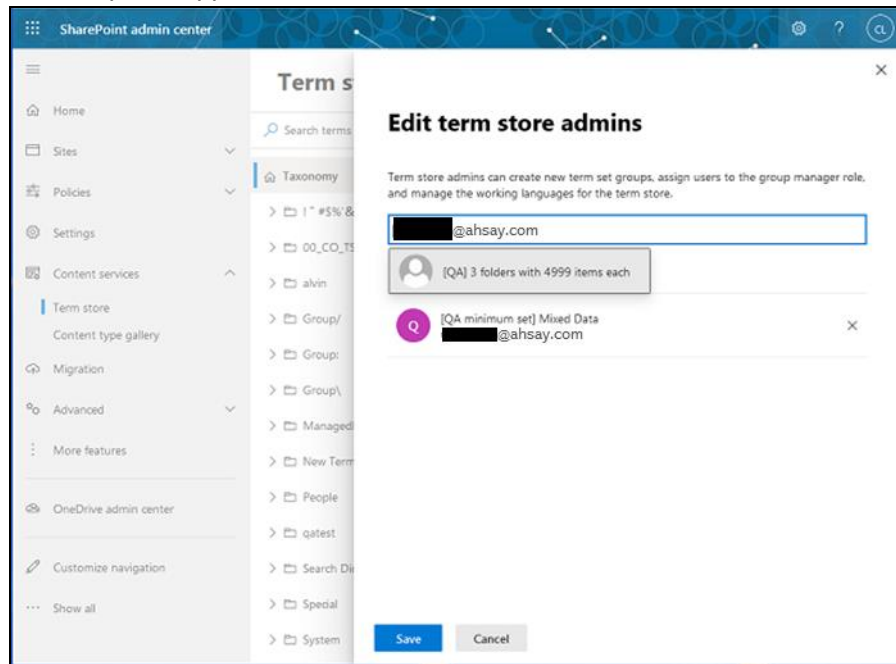 SharePoint admin center
?
CL
Home
Sites
Policies
Settings
Content services
Term store
Content type gallery
Migration
Advanced
More features
OneDrive admin center
Customize navigation
Show all
Term s
Search terms
Taxonomy
! " #$%'&
00_CO_TS
alvin
Group/
Group:
Group\
Managed
New Term
People
qatest
Search Di
Special
System
Edit term store admins
Term store admins can create new term set groups, assign users to the group manager role,
and manage the working languages for the term store.
@ahsay.com
[QA] 3 folders with 4999 items each
Q
[QA minimum set] Mixed Data
@ahsay.com
Save
Cancel